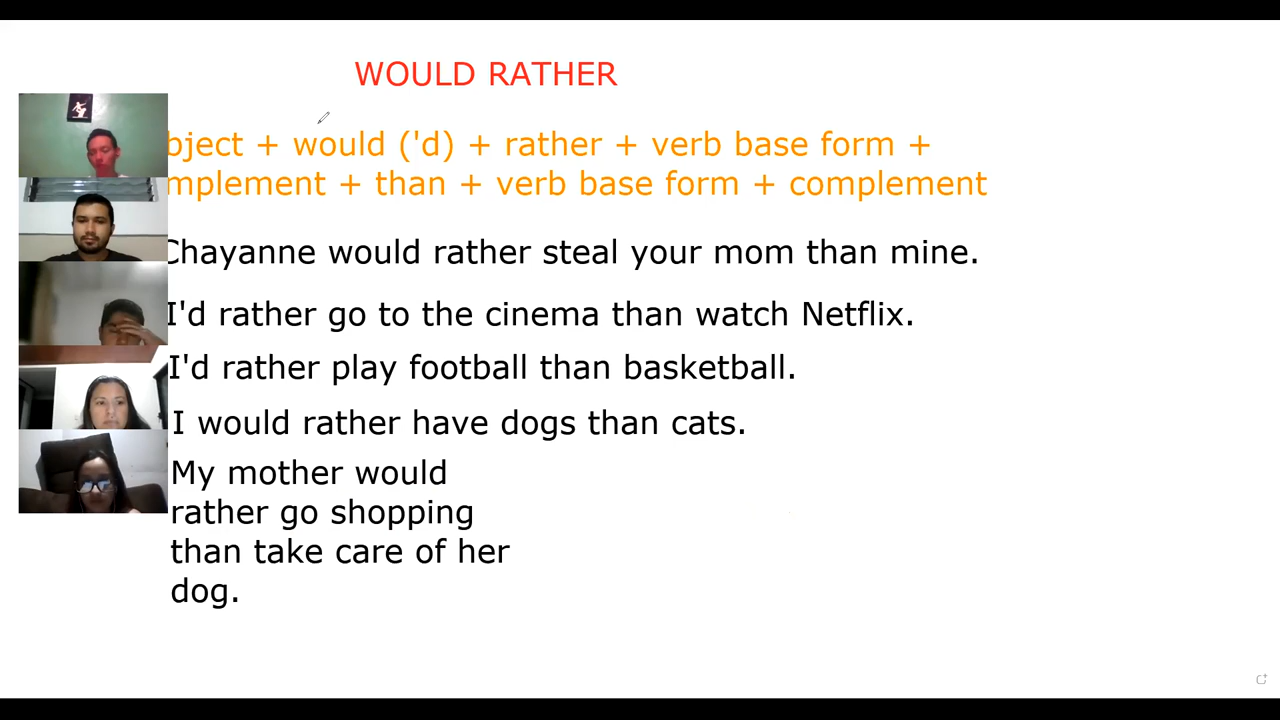 WOULD RATHER
bject + would ('d) + rather + verb base form +
mplement + than + verb base form + complement
Chayanne would rather steal your mom than mine.
I'd rather go to the cinema than watch Netflix.
I'd rather play football than basketball.
I would rather have dogs than cats.
My mother would
rather go shopping
than take care of her
dog.